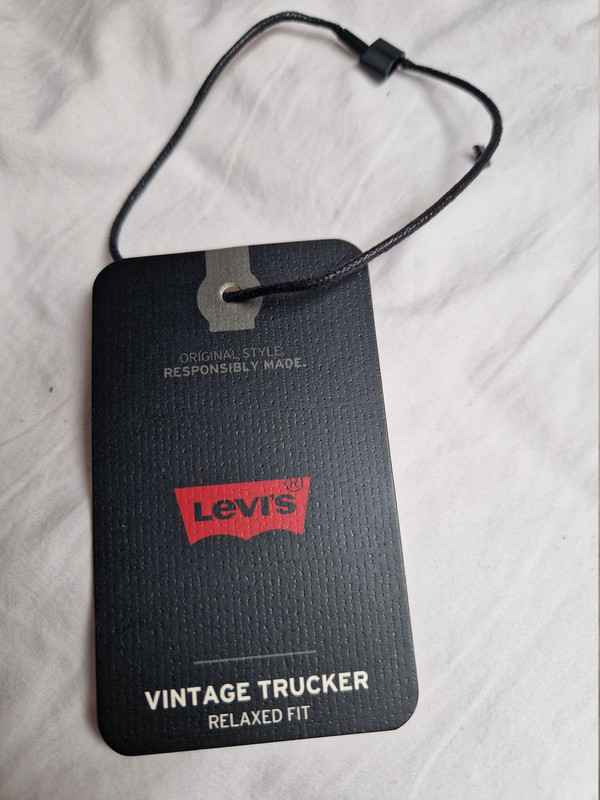 ORIGINAL STYLE.
RESPONSIBLY MADE.
LEVI'S®
VINTAGE TRUCKER
RELAXED FIT